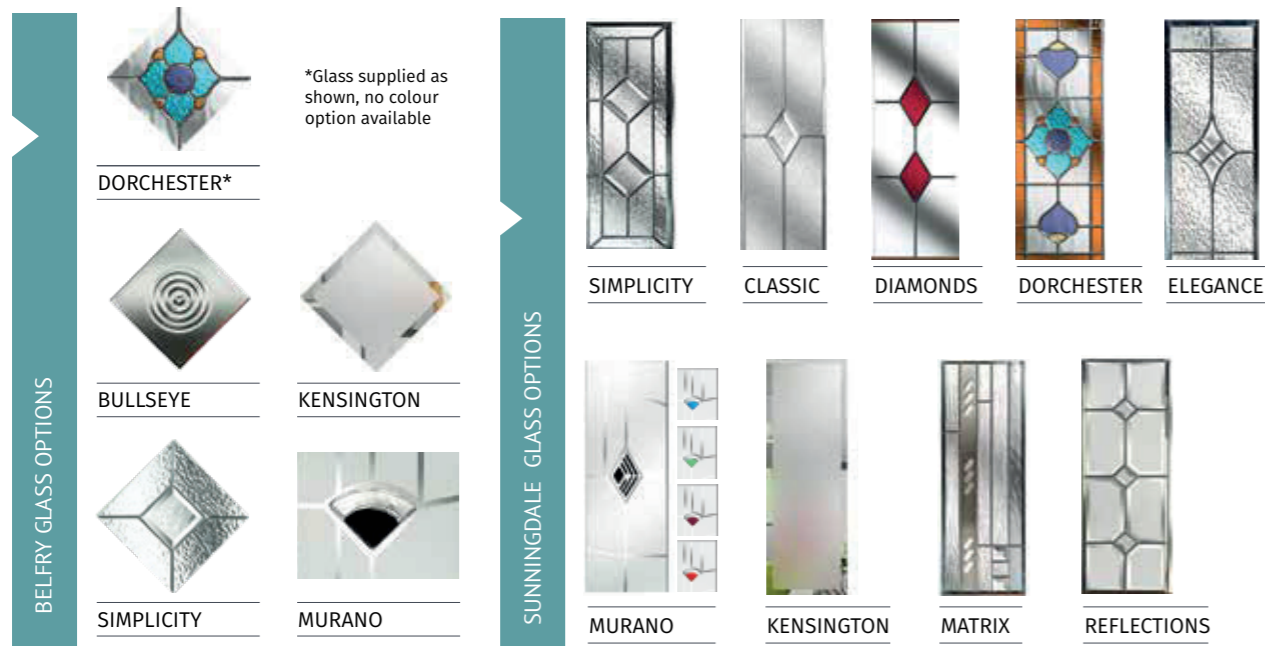 BELFRY GLASS OPTIONS
DORCHESTER*
*Glass supplied as
shown, no colour
option available
BULLSEYE
KENSINGTON
SIMPLICITY
MURANO
SUNNINGDALE GLASS OPTIONS
SIMPLICITY
CLASSIC
DIAMONDS
DORCHESTER
ELEGANCE
MURANO
KENSINGTON
MATRIX
REFLECTIONS